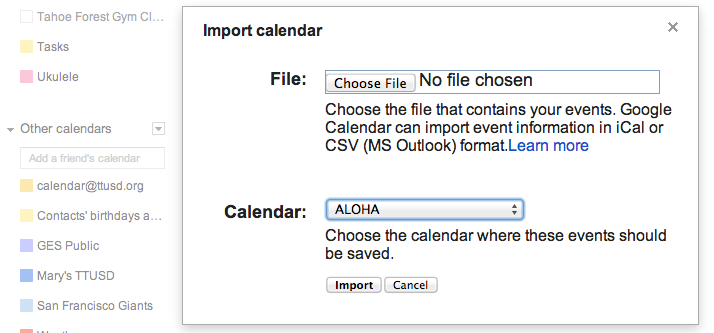 Tahoe Forest Gym Cl...
Tasks
Ukulele
Other calendars
Add a friend's calendar
calendar@ttusd.org
Contacts' birthdays a...
GES Public
Mary's TTUSD
San Francisco Giants
Import calendar
×
File:
Choose File No file chosen
Choose the file that contains your events. Google
Calendar can import event information in iCal or
CSV (MS Outlook) format.Learn more
Calendar:
ALOHA
Choose the calendar where these events should
be saved.
Import Cancel